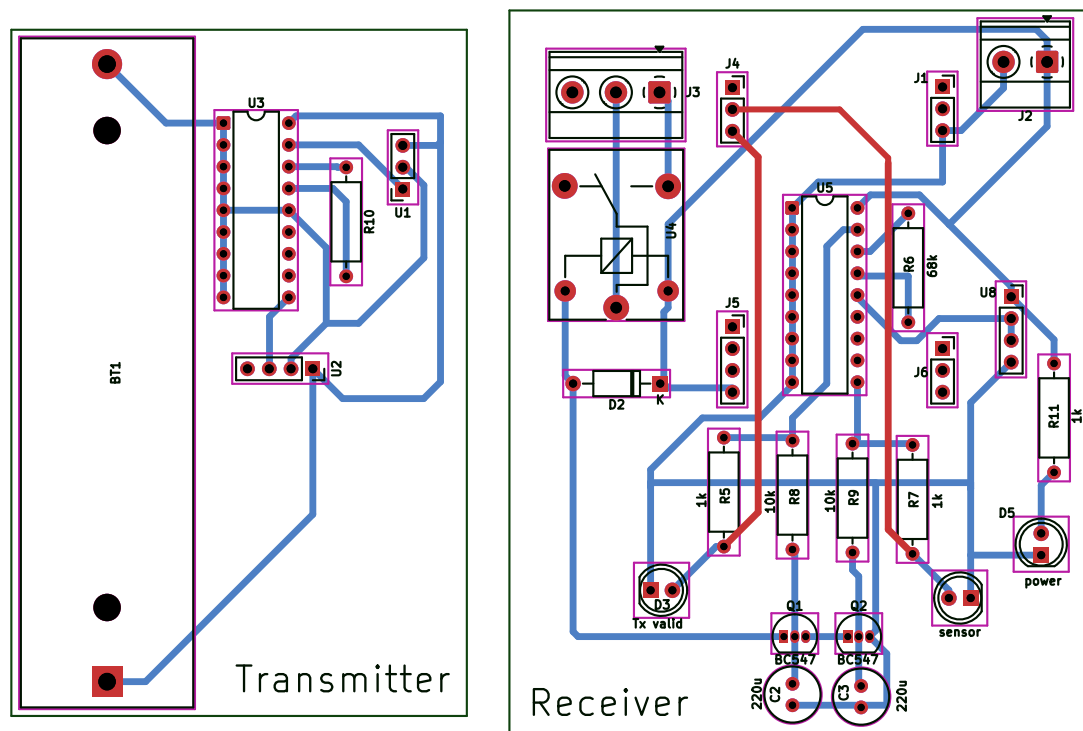 U3
U1
R10
U2
BT1
Transmitter
J4
J1
J3
J2
U5
U4
R6
68k
U8
J5
J6
D2
K
R11
1k
1k
R5
10k
R8
10k
R9
R7
1k
D5
power
D3
Tx valid
Q1
Q2
sensor
BC547
BC547
220u
C2
C3
220u
Receiver